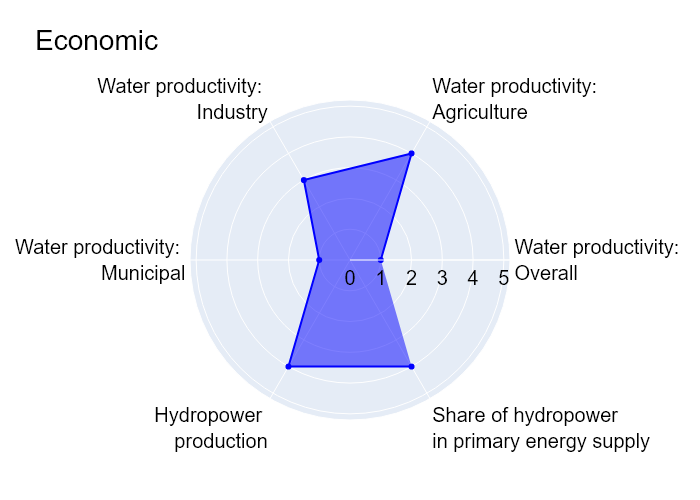 Economic
Water productivity:
Industry
Water productivity:
Agriculture
Water productivity:
Municipal
0 1 2 3 4 5
Water productivity:
Overall
Hydropower
production
Share of hydropower
in primary energy supply